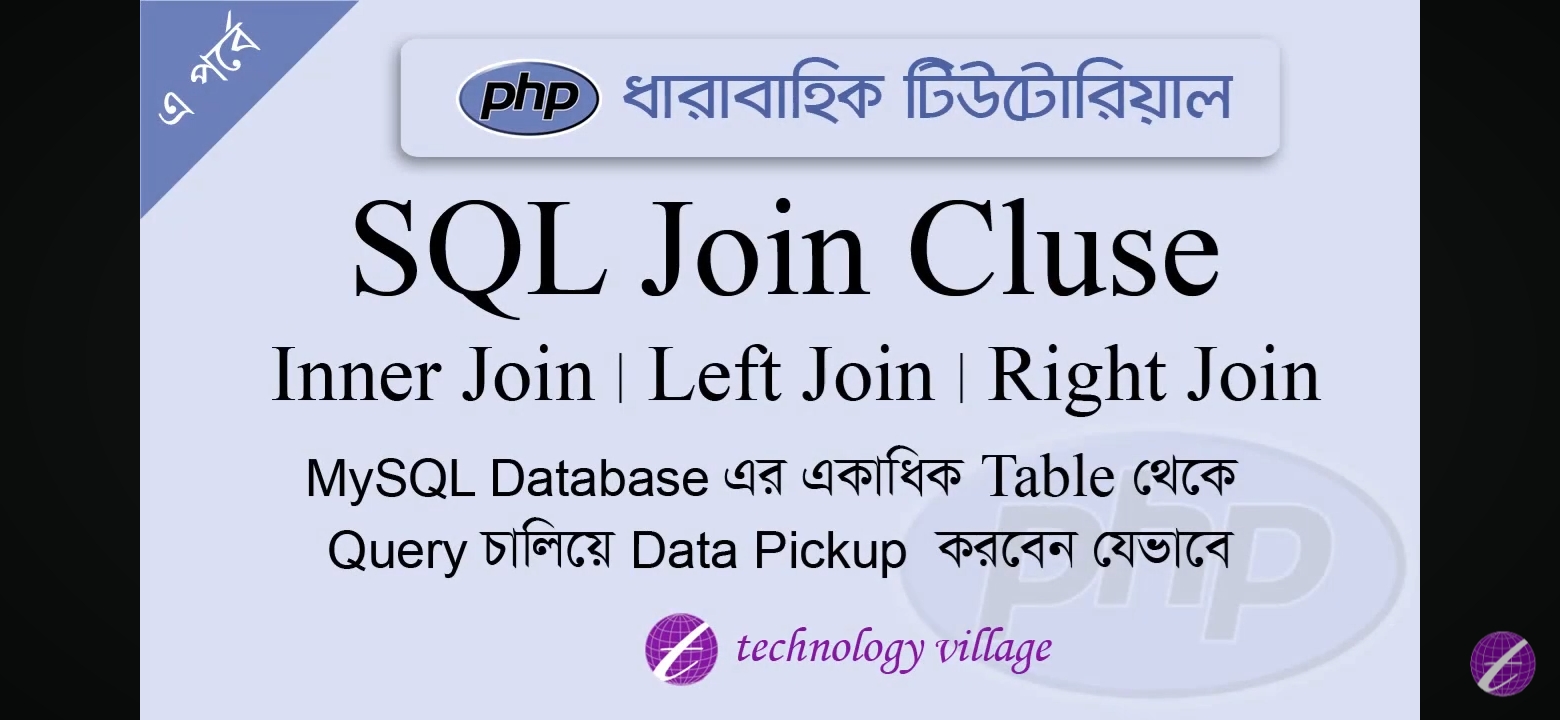 এ পর্বে
php ধারাবাহিক টিউটোরিয়াল
SQL Join Cluse
Inner Join | Left Join | Right Join
MySQL Database এর একাধিক Table থেকে
Query চালিয়ে Data Pickup করবেন যেভাবে
php
technology village